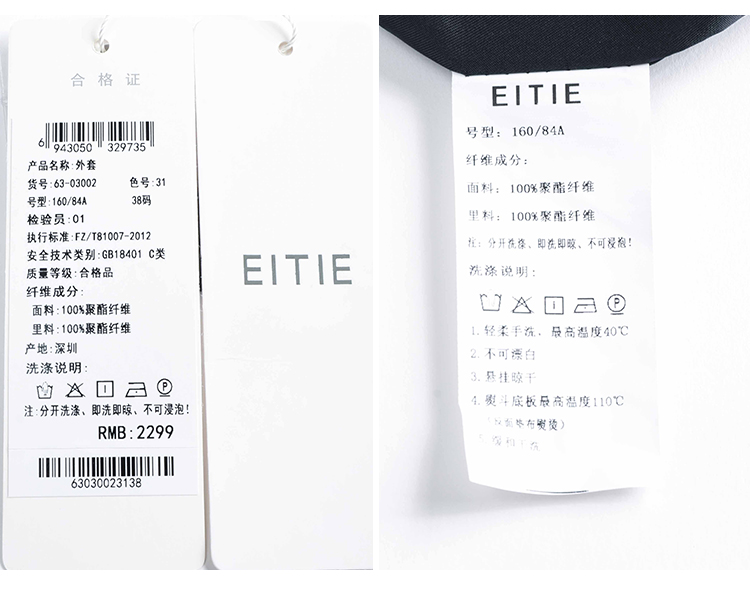 合格证
6 943050 329735
产品名称:外套
货号:63-03002 色号:31
号型:160/84A 38码
检验员:01
执行标准:FZ/T81007-2012
安全技术类别:GB18401 C类
质量等级:合格品
纤维成分:
面料:100%聚酯纤维
里料:100%聚酯纤维
产地:深圳
洗涤说明:
P
注:分开洗涤、即洗即晾、不可浸泡!
RMB:2299
63030023138
EITIE
EITIE
号型: 160/84A
纤维成分:
面料: 100%聚酯纤维
里料: 100%聚酯纤维
注: 分开洗涤、即洗即晾、不可浸泡!
洗涤说明:
P
1.轻柔手洗,最高温度40℃
2.不可漂白
3.悬挂晾干
4.熨斗底板最高温度110℃
(反面垫布熨烫)
干洗